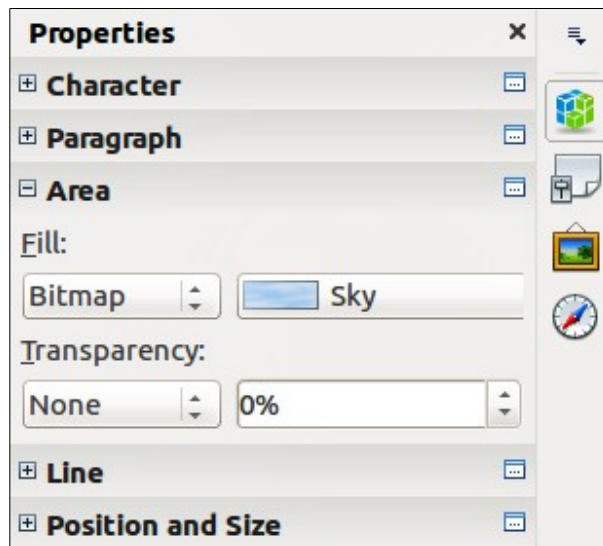 Properties
Character
Paragraph
Area
Fill:
Bitmap Sky
Transparency:
None 0%
Line
Position and Size